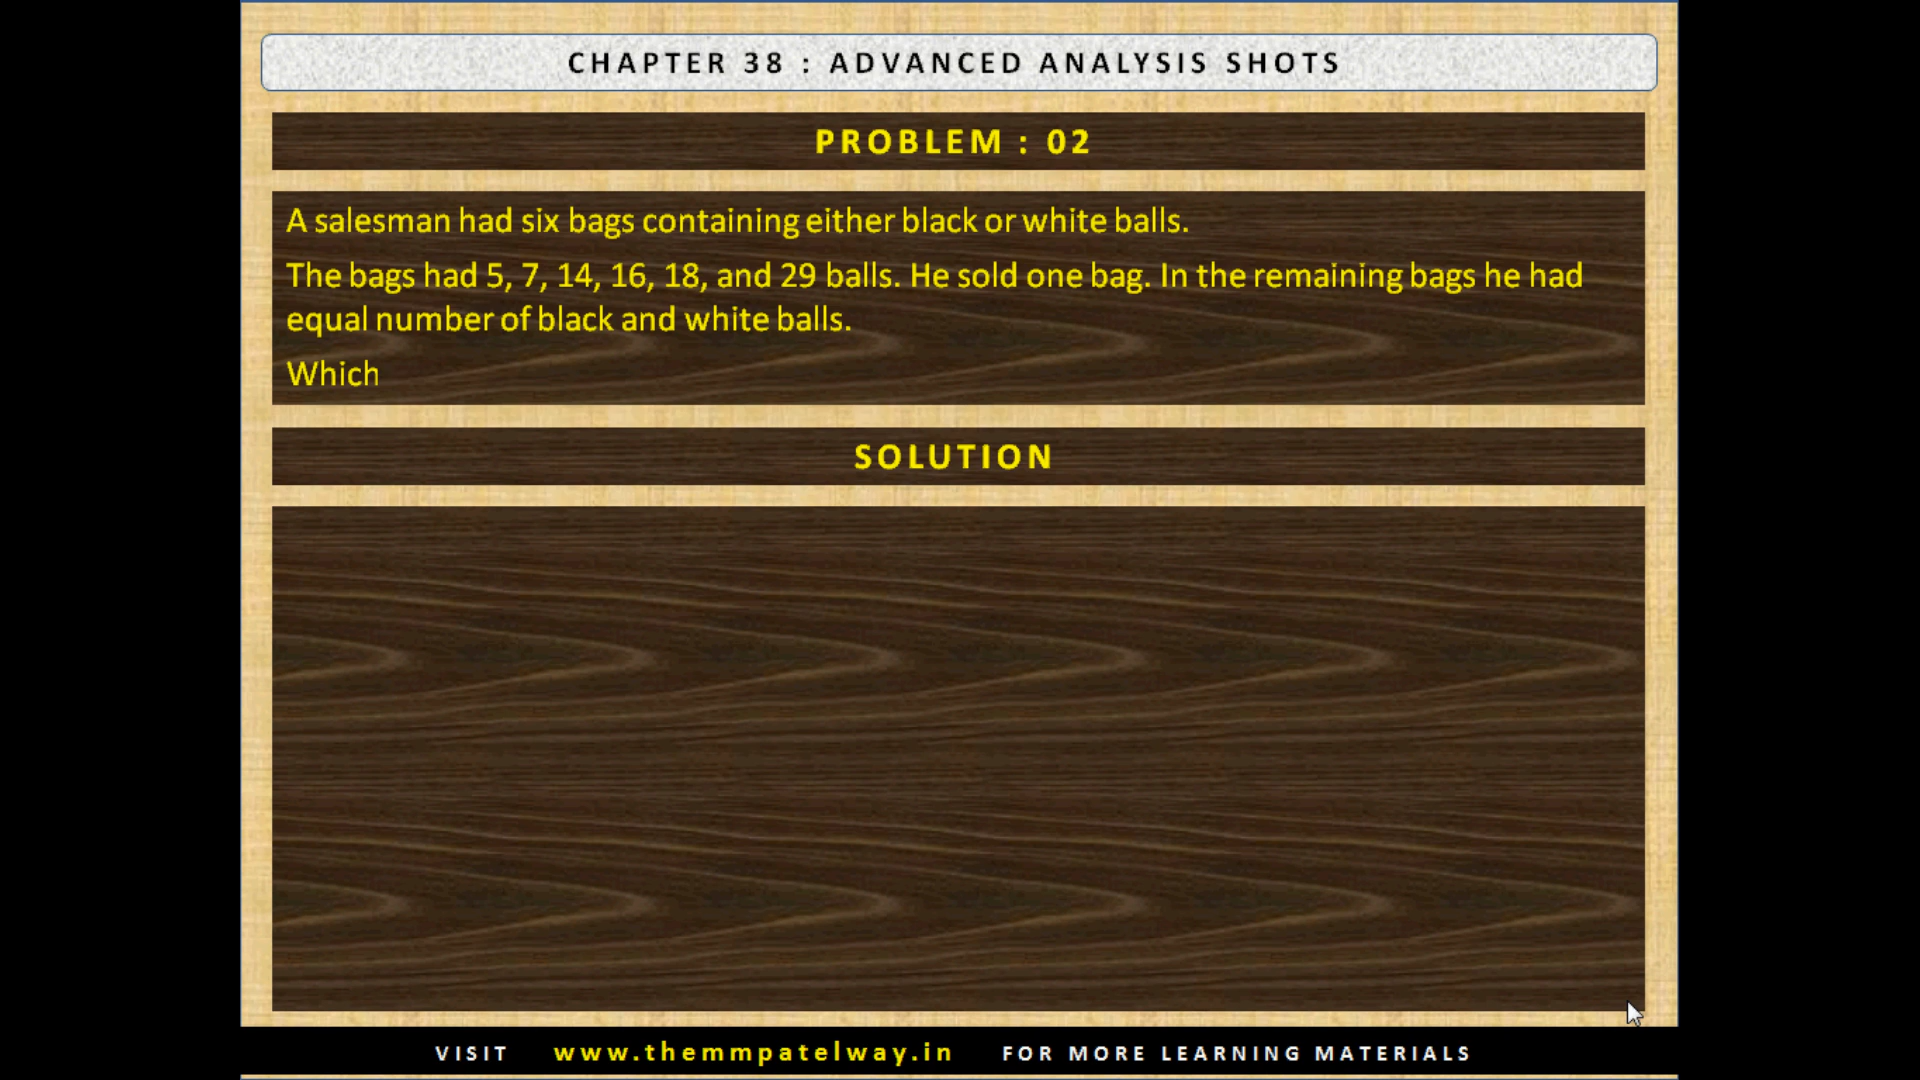 CHAPTER 38 : ADVANCED ANALYSIS SHOTS
PROBLEM : 02
A salesman had six bags containing either black or white balls.
The bags had 5, 7, 14, 16, 18, and 29 balls. He sold one bag. In the remaining bags he had
equal number of black and white balls.
Which
SOLUTION
VISIT www.themmpatelway.in FOR MORE LEARNING MATERIALS